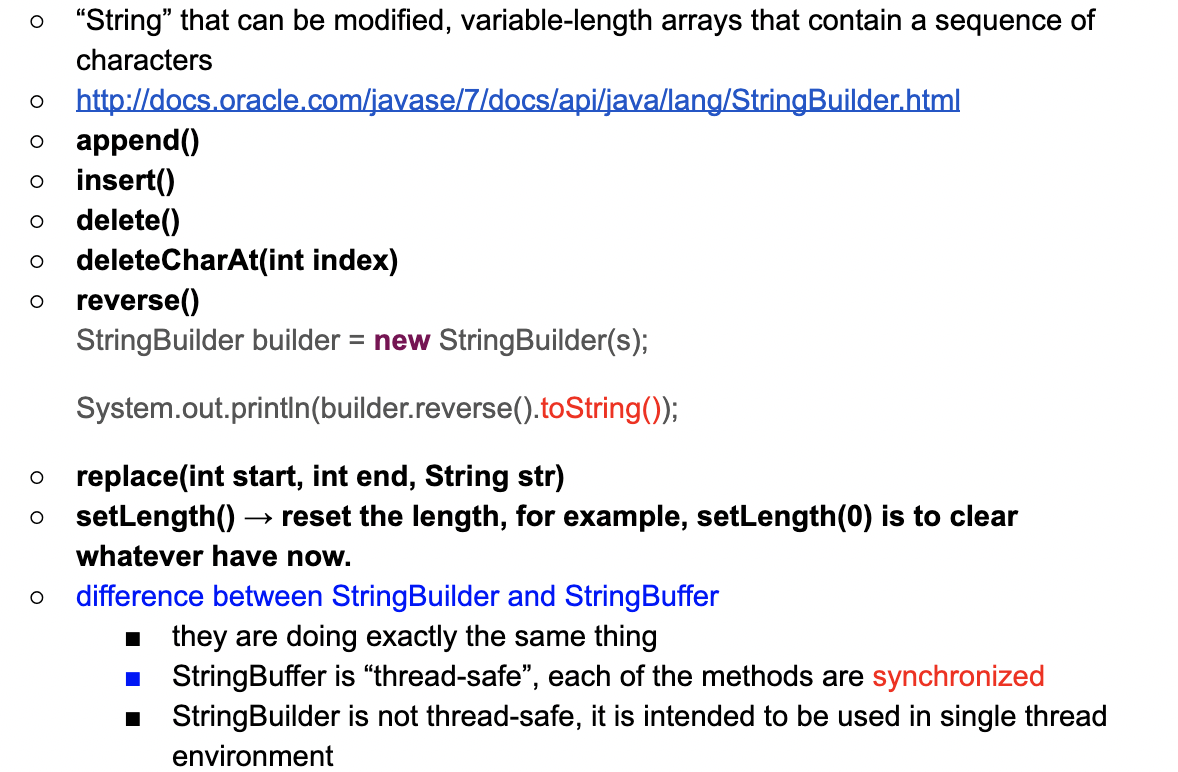 “String” that can be modified, variable-length arrays that contain a sequence of
characters
http://docs.oracle.com/javase/7/docs/api/java/lang/StringBuilder.html
append()
insert()
delete()
deleteCharAt(int index)
reverse()
StringBuilder builder = new StringBuilder(s);
System.out.println(builder.reverse().toString());
replace(int start, int end, String str)
setLength() → reset the length, for example, setLength(0) is to clear
whatever have now.
difference between StringBuilder and StringBuffer
they are doing exactly the same thing
StringBuffer is “thread-safe”, each of the methods are synchronized
StringBuilder is not thread-safe, it is intended to be used in single thread
environment